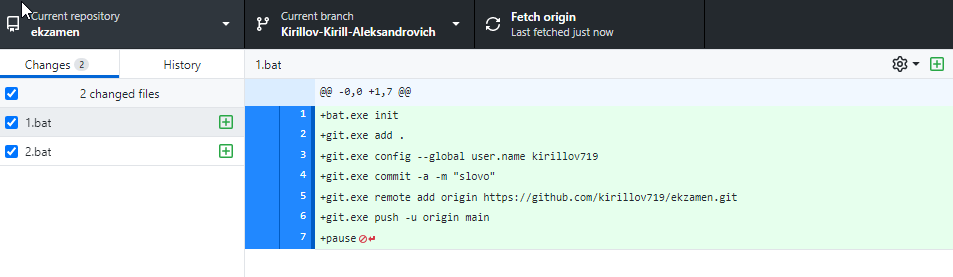 Current repository
ekzamen
Current branch
Kirillov-Kirill-Aleksandrovich
Fetch origin
Last fetched just now
Changes 2
History
1.bat
2 changed files
1.bat
2.bat
@@ -0,0 +1,7 @@
1 +bat.exe init
2 +git.exe add .
3 +git.exe config --global user.name kirillov719
4 +git.exe commit -a -m "slovo"
5 +git.exe remote add origin https://github.com/kirillov719/ekzamen.git
6 +git.exe push -u origin main
7 +pause